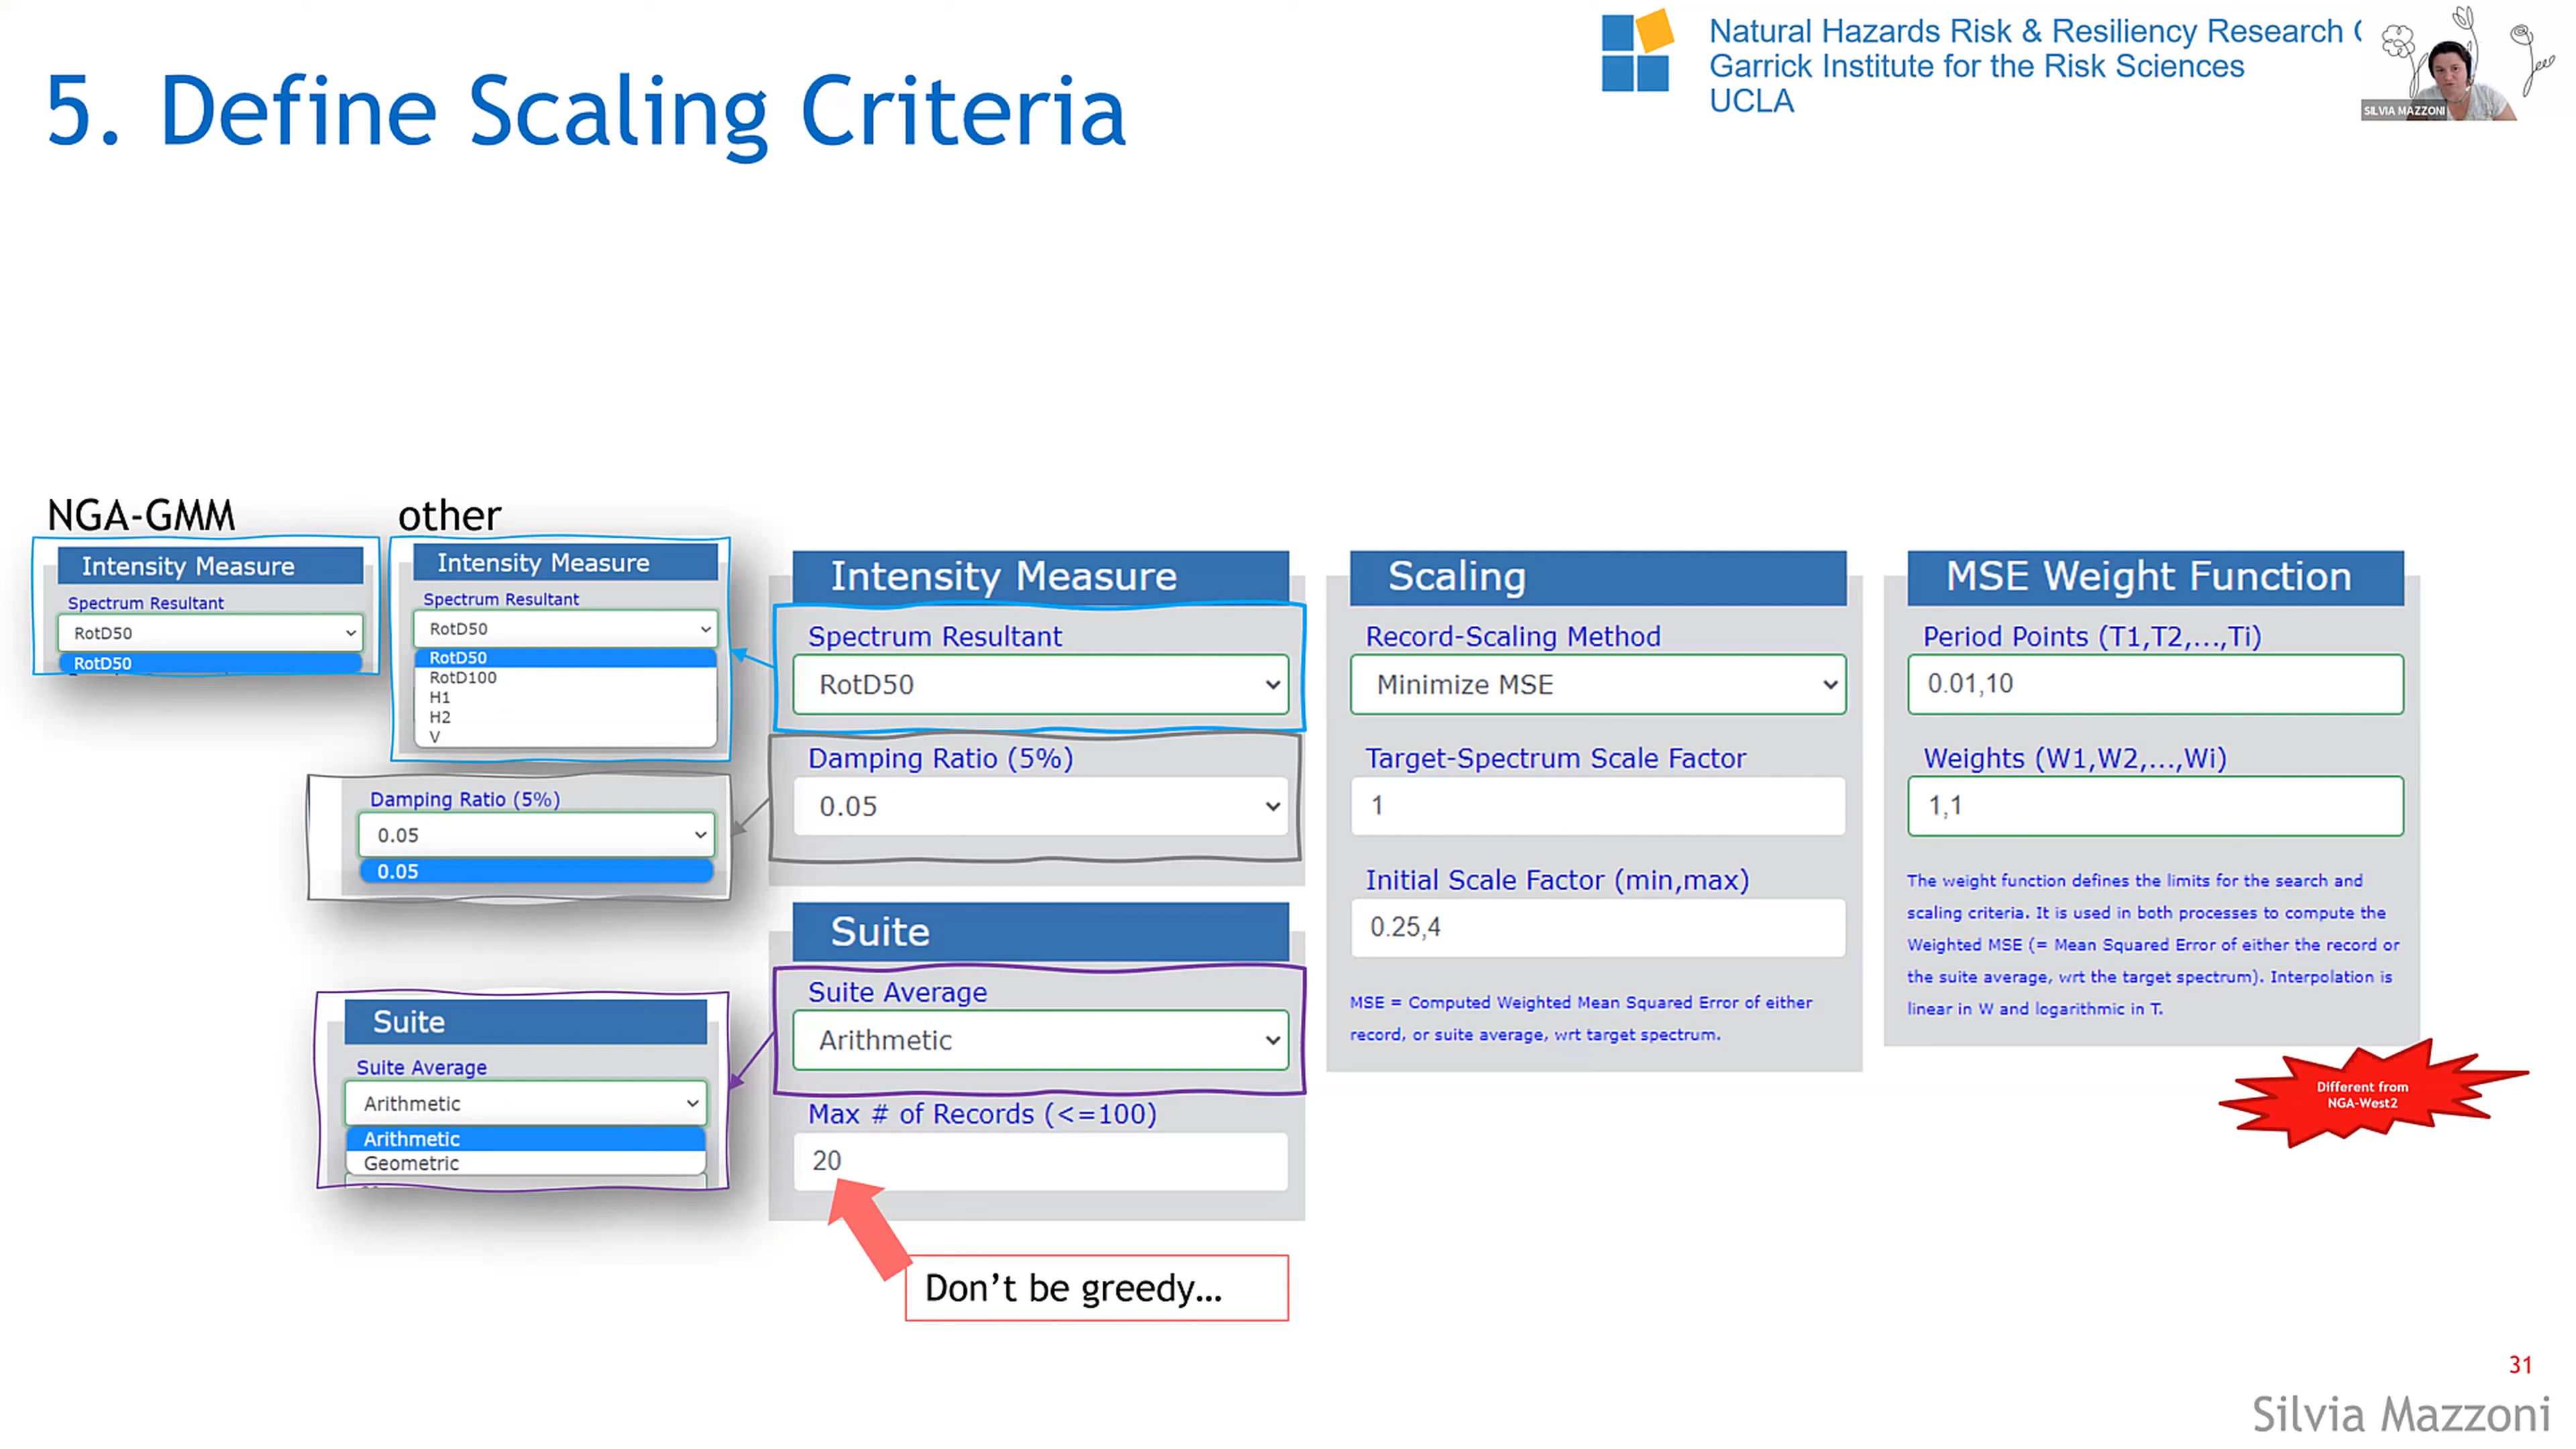 5. Define Scaling Criteria
Natural Hazards Risk & Resiliency Research
Garrick Institute for the Risk Sciences
UCLA
SILVIA MAZZONI
NGA-GMM
Intensity Measure
Spectrum Resultant
RotD50
RotD50
other
Intensity Measure
Spectrum Resultant
RotD50
RotD50
RotD100
H1
H2
V
Damping Ratio (5%)
0.05
0.05
Suite
Suite Average
Arithmetic
Arithmetic
Geometric
Intensity Measure
Spectrum Resultant
RotD50
Damping Ratio (5%)
0.05
Suite
Suite Average
Arithmetic
Max # of Records (<=100)
20
Don't be greedy...
Scaling
Record-Scaling Method
Minimize MSE
Target-Spectrum Scale Factor
1
Initial Scale Factor (min,max)
0.25,4
MSE = Computed Weighted Mean Squared Error of either
record, or suite average, wrt target spectrum.
MSE Weight Function
Period Points (T1,T2,...,Ti)
0.01,10
Weights (W1,W2,...,Wi)
1,1
The weight function defines the limits for the search and
scaling criteria. It is used in both processes to compute the
Weighted MSE (= Mean Squared Error of either the record or
the suite average, wrt the target spectrum). Interpolation is
linear in W and logarithmic in T.
Different from
NGA-West2
31
Silvia Mazzoni